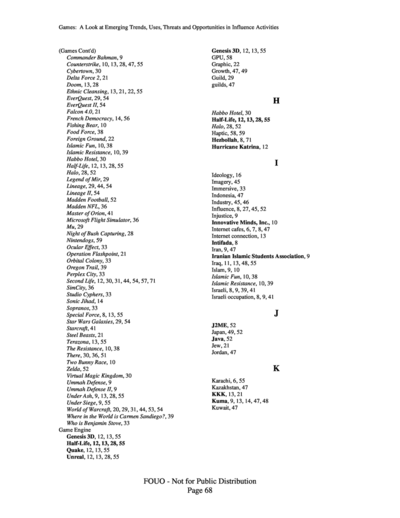 Games: A Look at Emerging Trends, Uses, Threats and Opportunities in Influence Activities
(Games Cont'd)
Commander Bahman, 9
Counterstrike, 10, 13, 28, 47, 55
Cybertown, 30
Delta Force 2, 21
Doom, 13, 28
Ethnic Cleansing, 13, 21, 22, 55
EverQuest, 29, 54
EverQuest II, 54
Falcon 4.0, 21
French Democracy, 14, 56
Fishing Bear, 10
Food Force, 38
Foreign Ground, 22
Islamic Fun, 10, 38
Islamic Resistance, 10, 39
Habbo Hotel, 30
Half-Life, 12, 13, 28, 55
Halo, 28, 52
Legend of Mir, 29
Lineage, 29, 44, 54
Lineage II, 54
Madden Football, 52
Madden NFL, 36
Master of Orion, 41
Microsoft Flight Simulator, 36
Mu, 29
Night of Bush Capturing, 28
Nintendogs, 59
Ocular Effect, 33
Operation Flashpoint, 21
Orbital Colony, 33
Oregon Trail, 39
Perplex City, 33
Second Life, 12, 30, 31, 44, 54, 57, 71
SimCity, 36
Studio Cyphers, 33
Sonic Jihad, 14
Sopranos, 33
Special Force, 8, 13, 55
Star Wars Galaxies, 29, 54
Starcraft, 41
Steel Beasts, 21
Terazona, 13, 55
The Resistance, 10, 38
There, 30, 36, 51
Two Bunny Race, 10
Zelda, 52
Virtual Magic Kingdom, 30
Ummah Defense, 9
Ummah Defense II, 9
Under Ash, 9, 13, 28, 55
Under Siege, 9, 55
World of Warcraft, 20, 29, 31, 44, 53, 54
Where in the World is Carmen Sandiego?, 39
Who is Benjamin Stove, 33
Game Engine
Genesis 3D, 12, 13, 55
Half-Life, 12, 13, 28, 55
Quake, 12, 13, 55
Unreal, 12, 13, 28, 55
Genesis 3D, 12, 13, 55
GPU, 58
Graphic, 22
Growth, 47, 49
Guild, 29
guilds, 47
H
Habbo Hotel, 30
Half-Life, 12, 13, 28, 55
Halo, 28, 52
Haptic, 58, 59
Hezbollah, 8, 71
Hurricane Katrina, 12
I
Ideology, 16
Imagery, 45
Immersive, 33
Indonesia, 47
Industry, 45, 46
Influence, 8, 27, 45, 52
Injustice, 9
Innovative Minds, Inc., 10
Internet cafes, 6, 7, 8, 47
Internet connection, 13
Intifada, 8
Iran, 9, 47
Iranian Islamic Students Association, 9
Iraq, 11, 13, 48, 55
Islam, 9, 10
Islamic Fun, 10, 38
Islamic Resistance, 10, 39
Israeli, 8, 9, 39, 41
Israeli occupation, 8, 9, 41
J
J2ME, 52
Japan, 49, 52
Java, 52
Jew, 21
Jordan, 47
K
Karachi, 6, 55
Kazakhstan, 47
KKK, 13, 21
Kuma, 9, 13, 14, 47, 48
Kuwait, 47
FOUO - Not for Public Distribution
Page 68